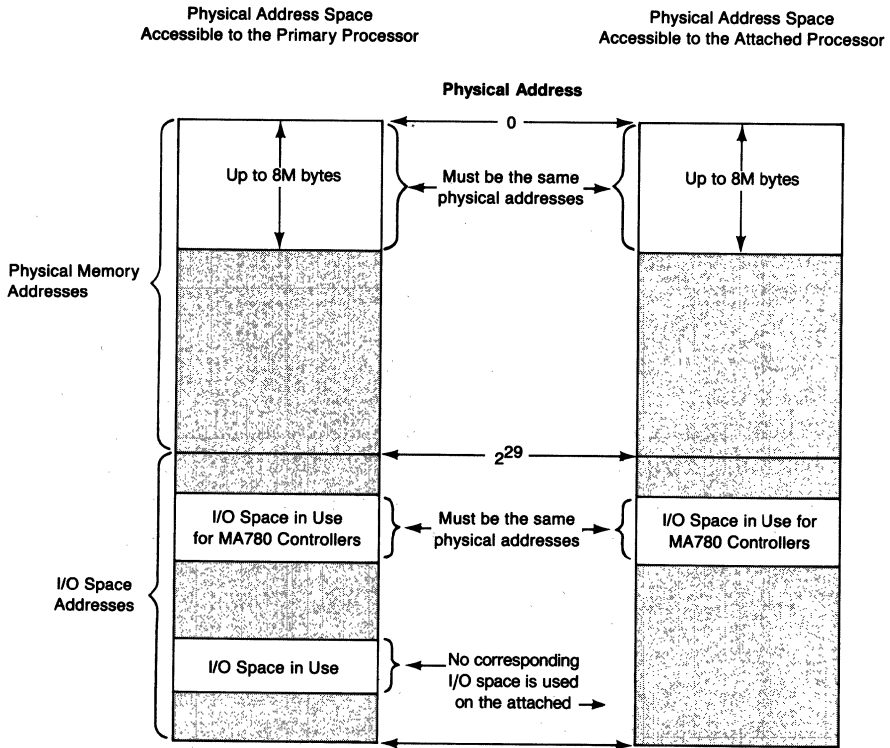 Physical Address Space
Accessible to the Primary Processor
Physical Address Space
Accessible to the Attached Processor
Physical Address
0
Up to 8M bytes
Must be the same
physical addresses
Up to 8M bytes
Physical Memory
Addresses
2^29
I/O Space in Use
for MA780 Controllers
Must be the same
physical addresses
I/O Space in Use for
MA780 Controllers
I/O Space
Addresses
I/O Space in Use
No corresponding
I/O space is used
on the attached